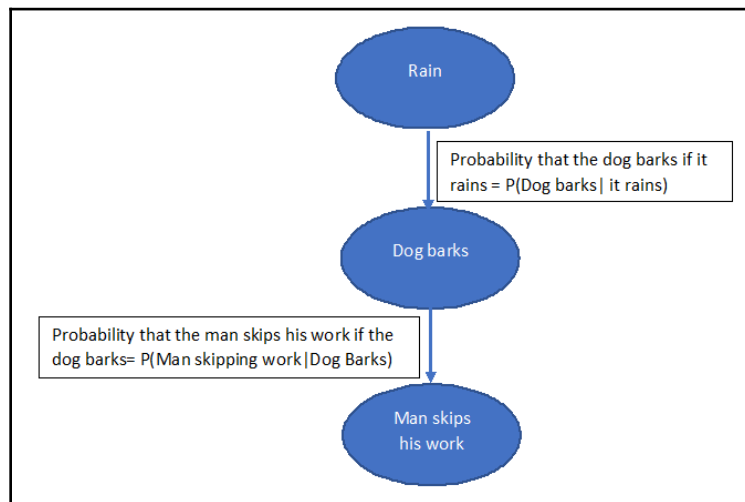 Rain
Probability that the dog barks if it
rains = P(Dog barks| it rains)
Dog barks
Probability that the man skips his work if the
dog barks= P(Man skipping work|Dog Barks)
Man skips
his work